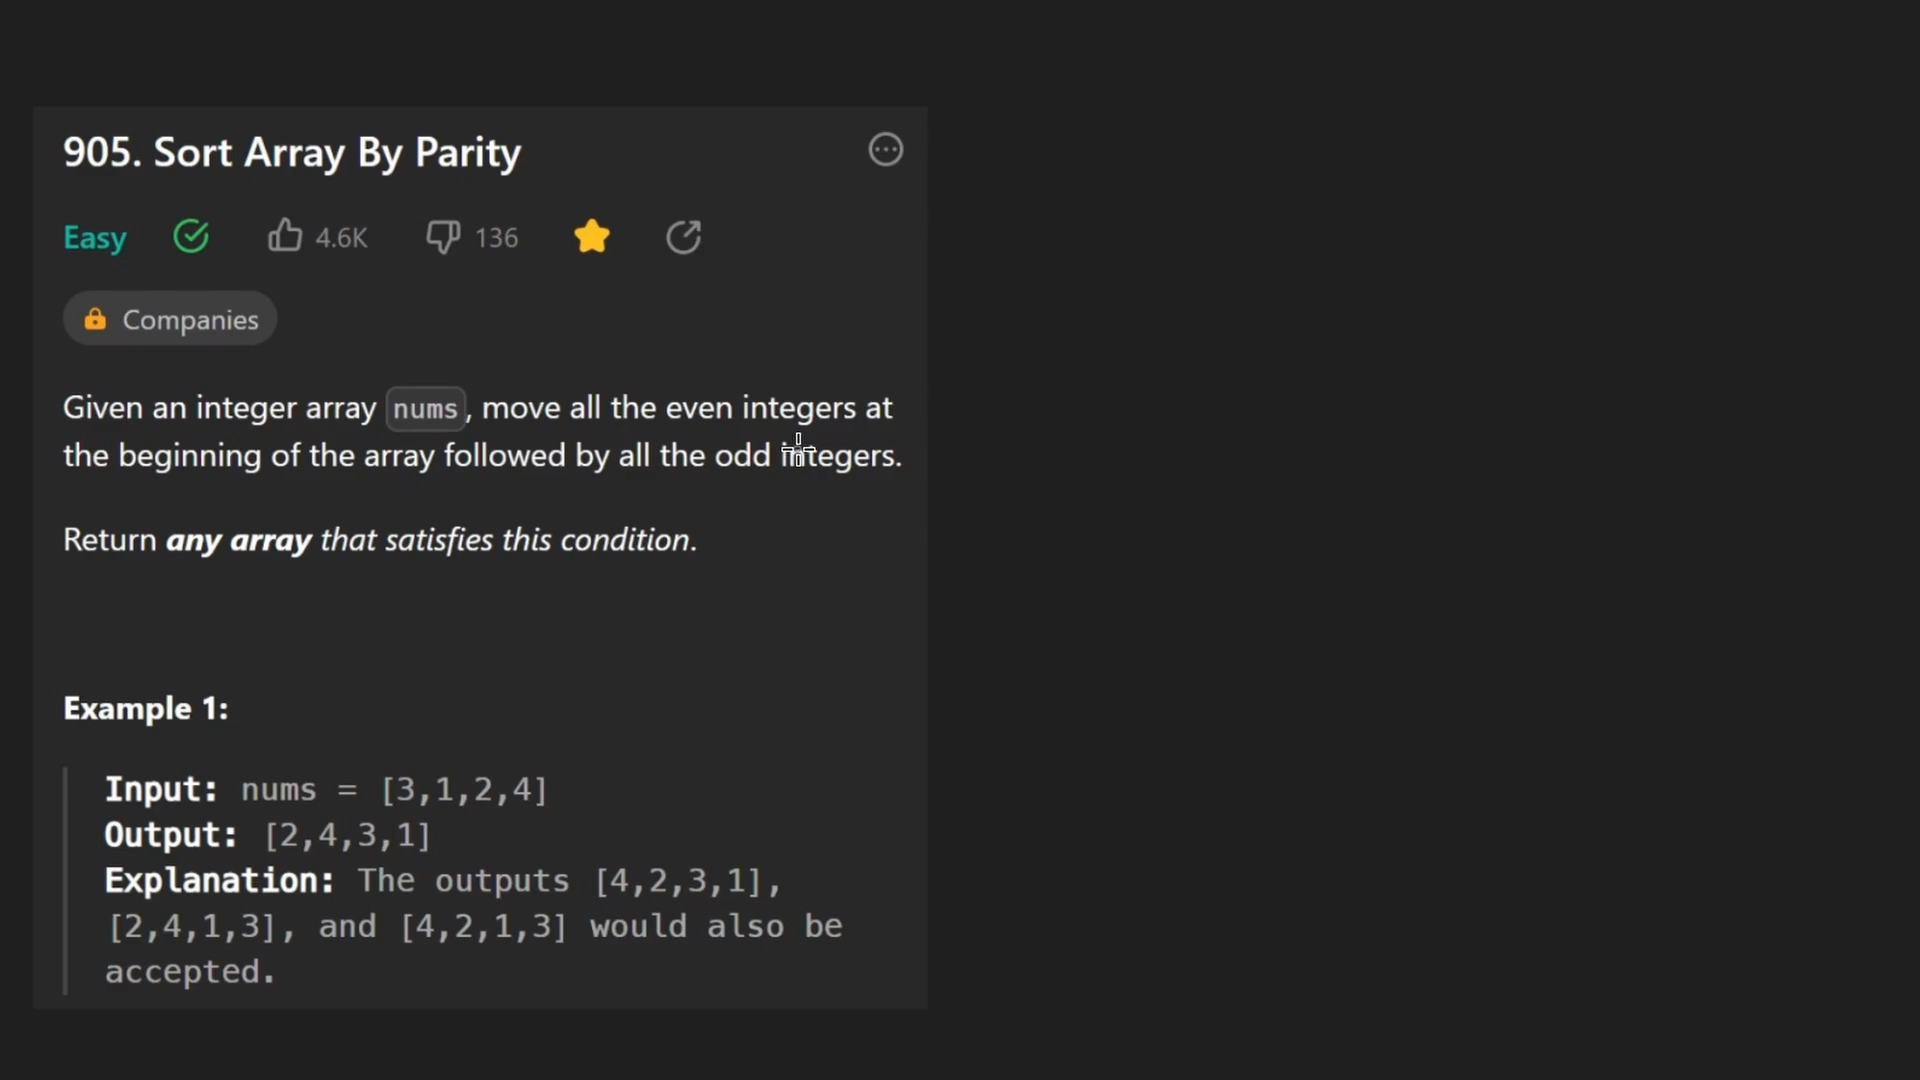 905. Sort Array By Parity
Easy 4.6K 136
Companies
Given an integer array nums, move all the even integers at
the beginning of the array followed by all the odd integers.
Return any array that satisfies this condition.
Example 1:
Input: nums = [3,1,2,4]
Output: [2,4,3,1]
Explanation: The outputs [4,2,3,1],
[2,4,1,3], and [4,2,1,3] would also be
accepted.